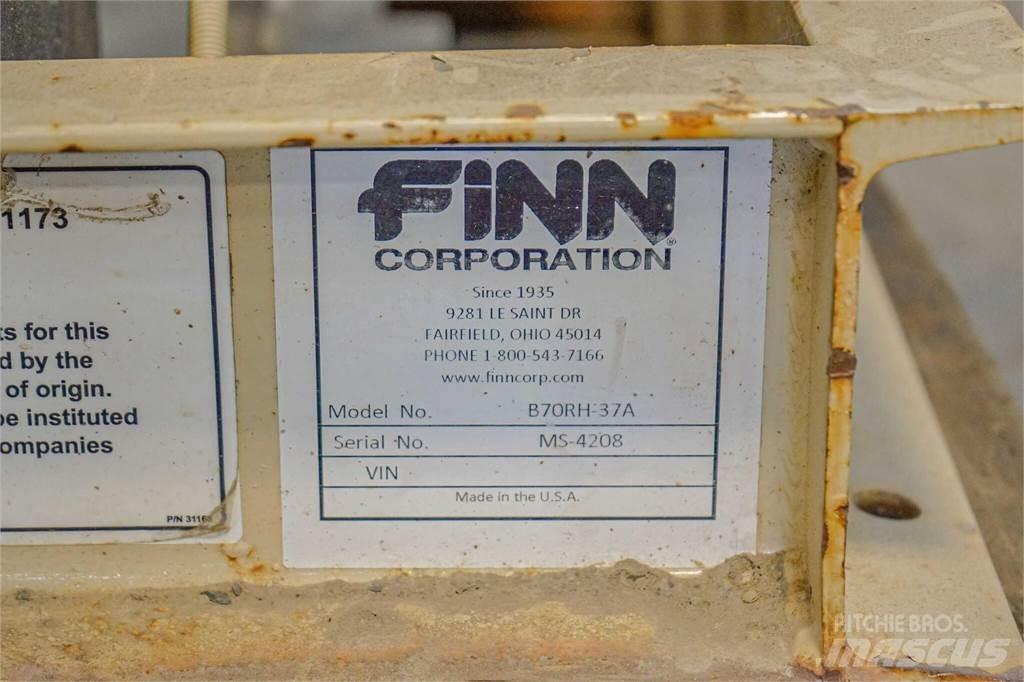 1173
ts for this
d by the
of origin.
be instituted
ompanies
FINN
CORPORATION
Since 1935
9281 LE SAINT DR
FAIRFIELD, OHIO 45014
PHONE 1-800-543-7166
www.finncorp.com
Model No. B70RH-37A
Serial No. MS-4208
VIN
Made in the U.S.A.
RITCHIE BROS.
MASCUS